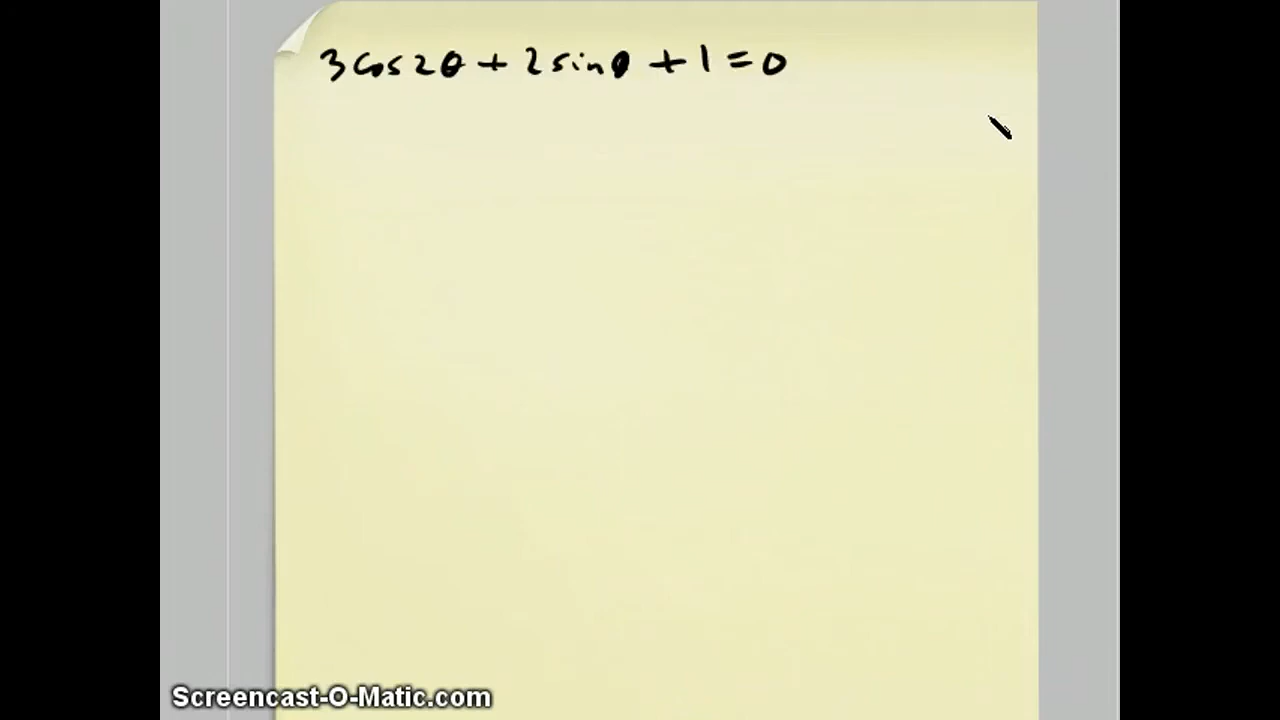 3cos2θ + 2sinθ + 1 = 0
Screencast-O-Matic.com